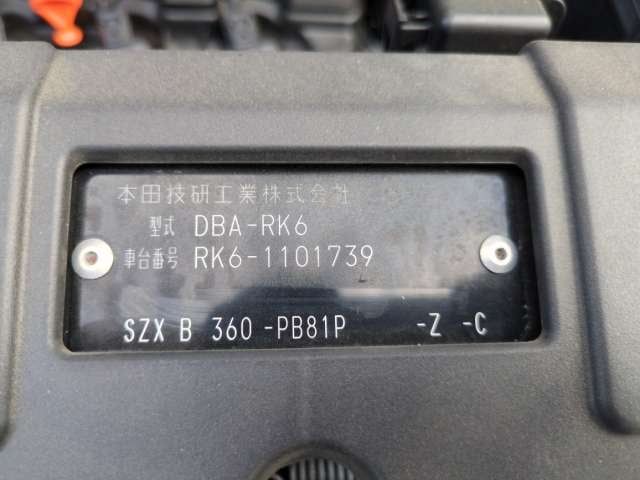 本田技研工業株式会社
型式 DBA-RK6
車台番号 RK6-1101739
SZX B 360 -PB81P -Z -C